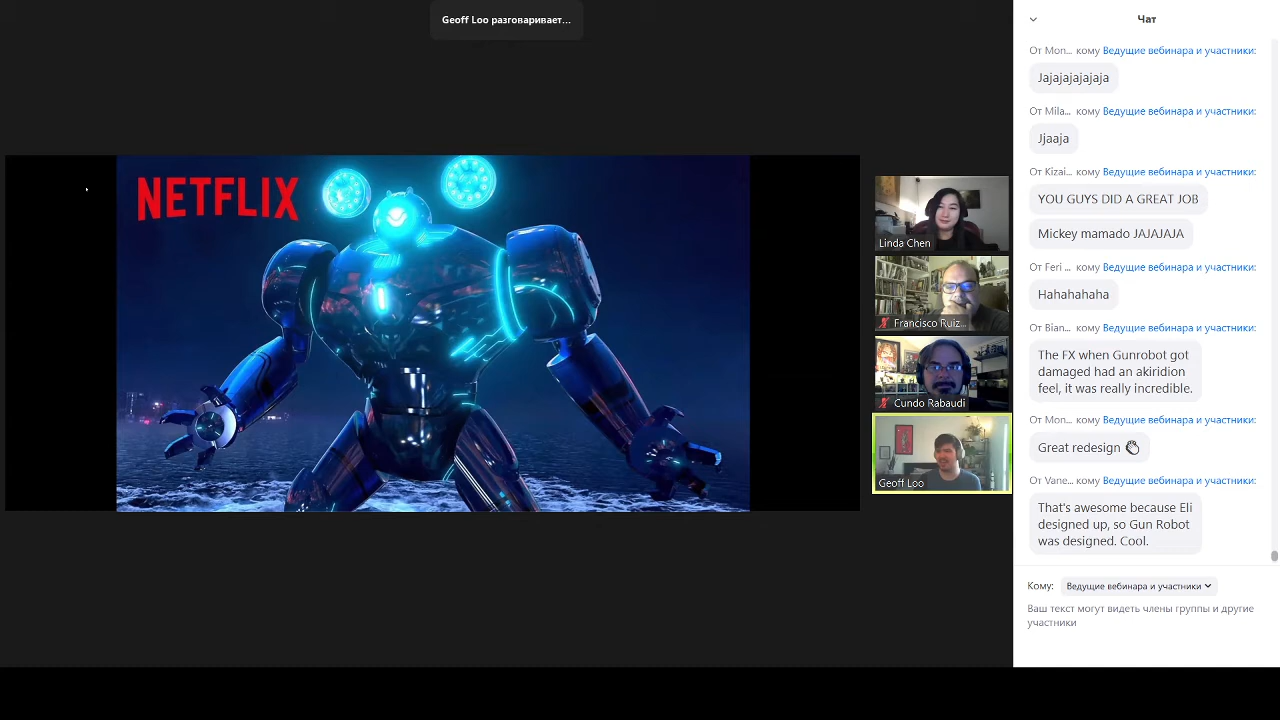 Geoff Loo разговаривает...
NETFLIX
Linda Chen
Francisco Ruiz...
Cundo Rabaudi
Geoff Loo
Чат
От Mon... кому Ведущие вебинара и участники:
Jajajajajajaja
От Mila... кому Ведущие вебинара и участники:
Jjaaja
От Kizai... кому Ведущие вебинара и участники:
YOU GUYS DID A GREAT JOB
Mickey mamado JAJAJAJA
От Feri ... кому Ведущие вебинара и участники:
Hahahahaha
От Bian... кому Ведущие вебинара и участники:
The FX when Gunrobot got
damaged had an akiridion
feel, it was really incredible.
От Mon... кому Ведущие вебинара и участники:
Great redesign 👏
От Vane... кому Ведущие вебинара и участники:
That's awesome because Eli
designed up, so Gun Robot
was designed. Cool.
Кому: Ведущие вебинара и участники
Ваш текст могут видеть члены группы и другие
участники